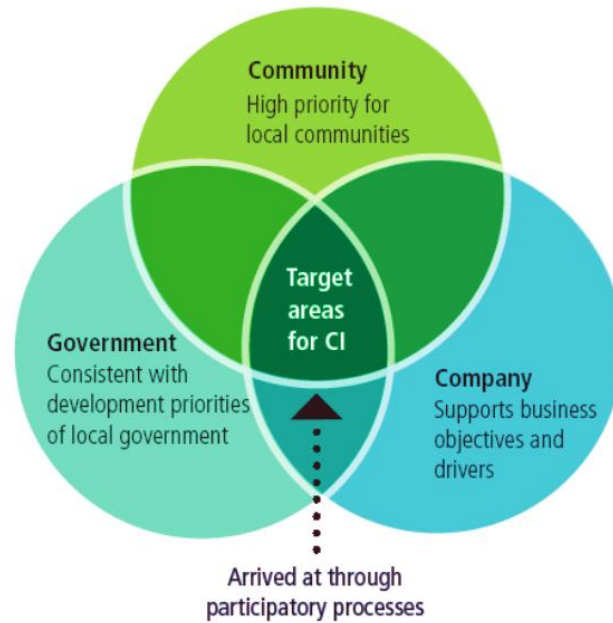 Community
High priority for
local communities
Target
areas
for CI
Government
Consistent with
development priorities
of local government
Company
Supports business
objectives and
drivers
Arrived at through
participatory processes